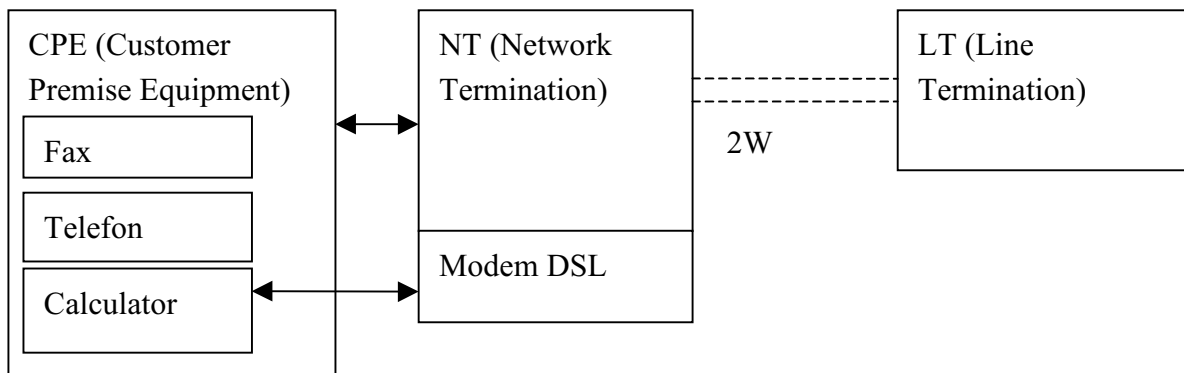 CPE (Customer
Premise Equipment)
Fax
Telefon
Calculator
NT (Network
Termination)
Modem DSL
2W
LT (Line
Termination)